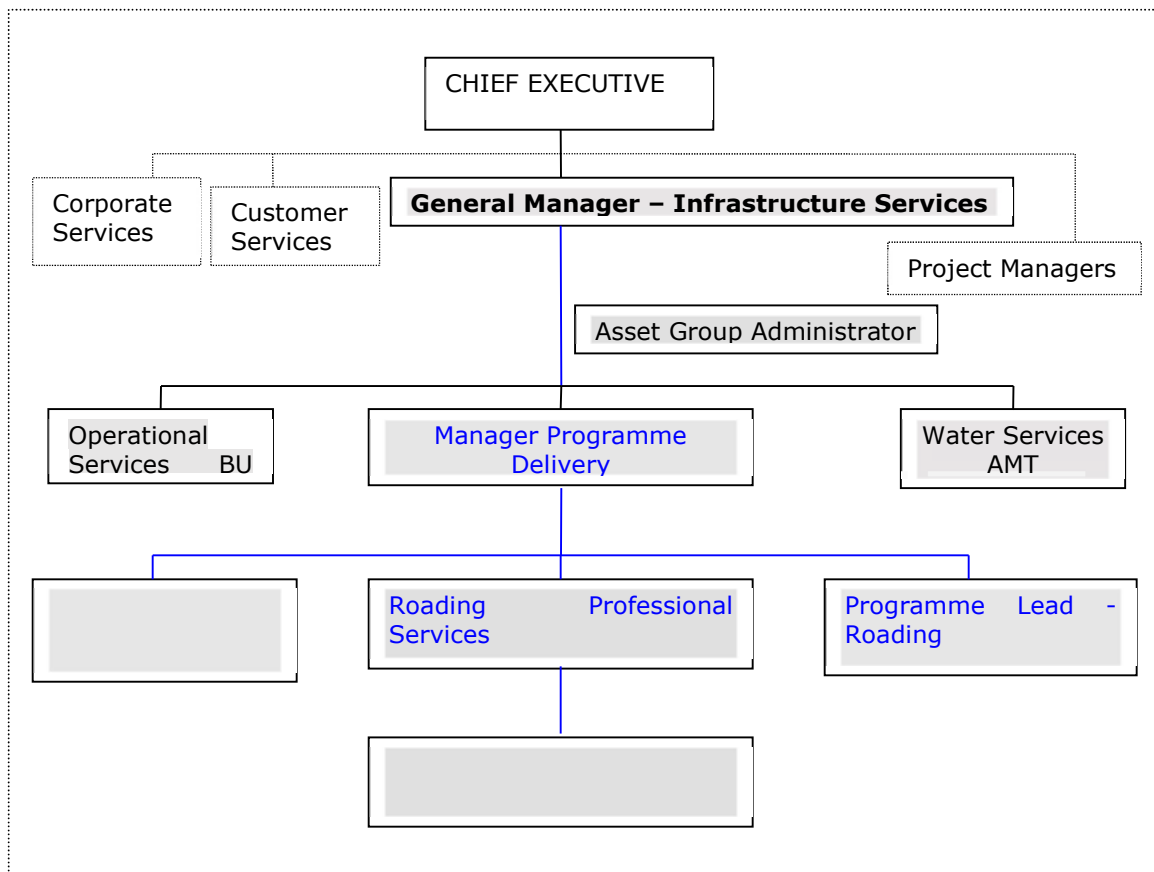 CHIEF EXECUTIVE
Corporate
Services
Customer
Services
General Manager – Infrastructure Services
Project Managers
Asset Group Administrator
Operational
Services BU
Manager Programme
Delivery
Water Services
AMT
Roading Professional
Services
Programme Lead -
Roading